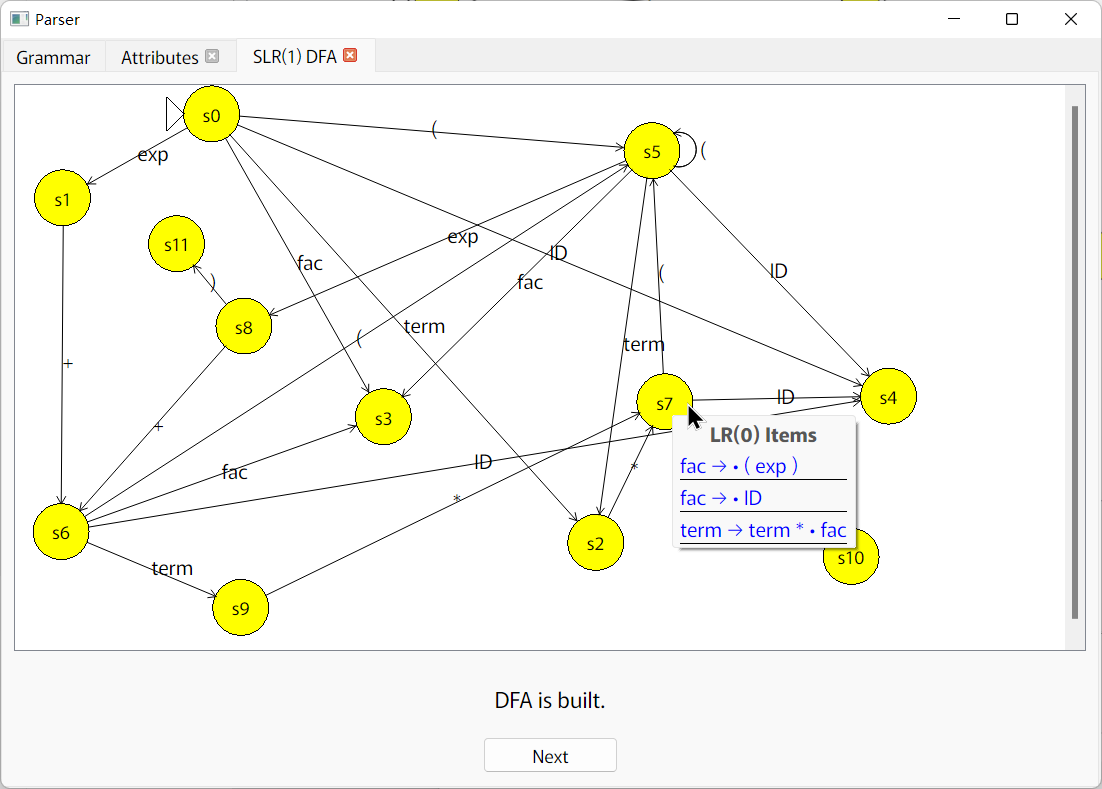 Parser
Grammar
Attributes
SLR(1) DFA
s0
(
s5
(
exp
s1
s11
exp
ID
fac
fac
ID
)
(
s8
(
term
term
+
+
s3
s7
ID
s4
LR(0) Items
fac → • ( exp )
fac → • ID
term → term * • fac
fac
ID
*
*
s6
s2
s10
term
s9
DFA is built.
Next